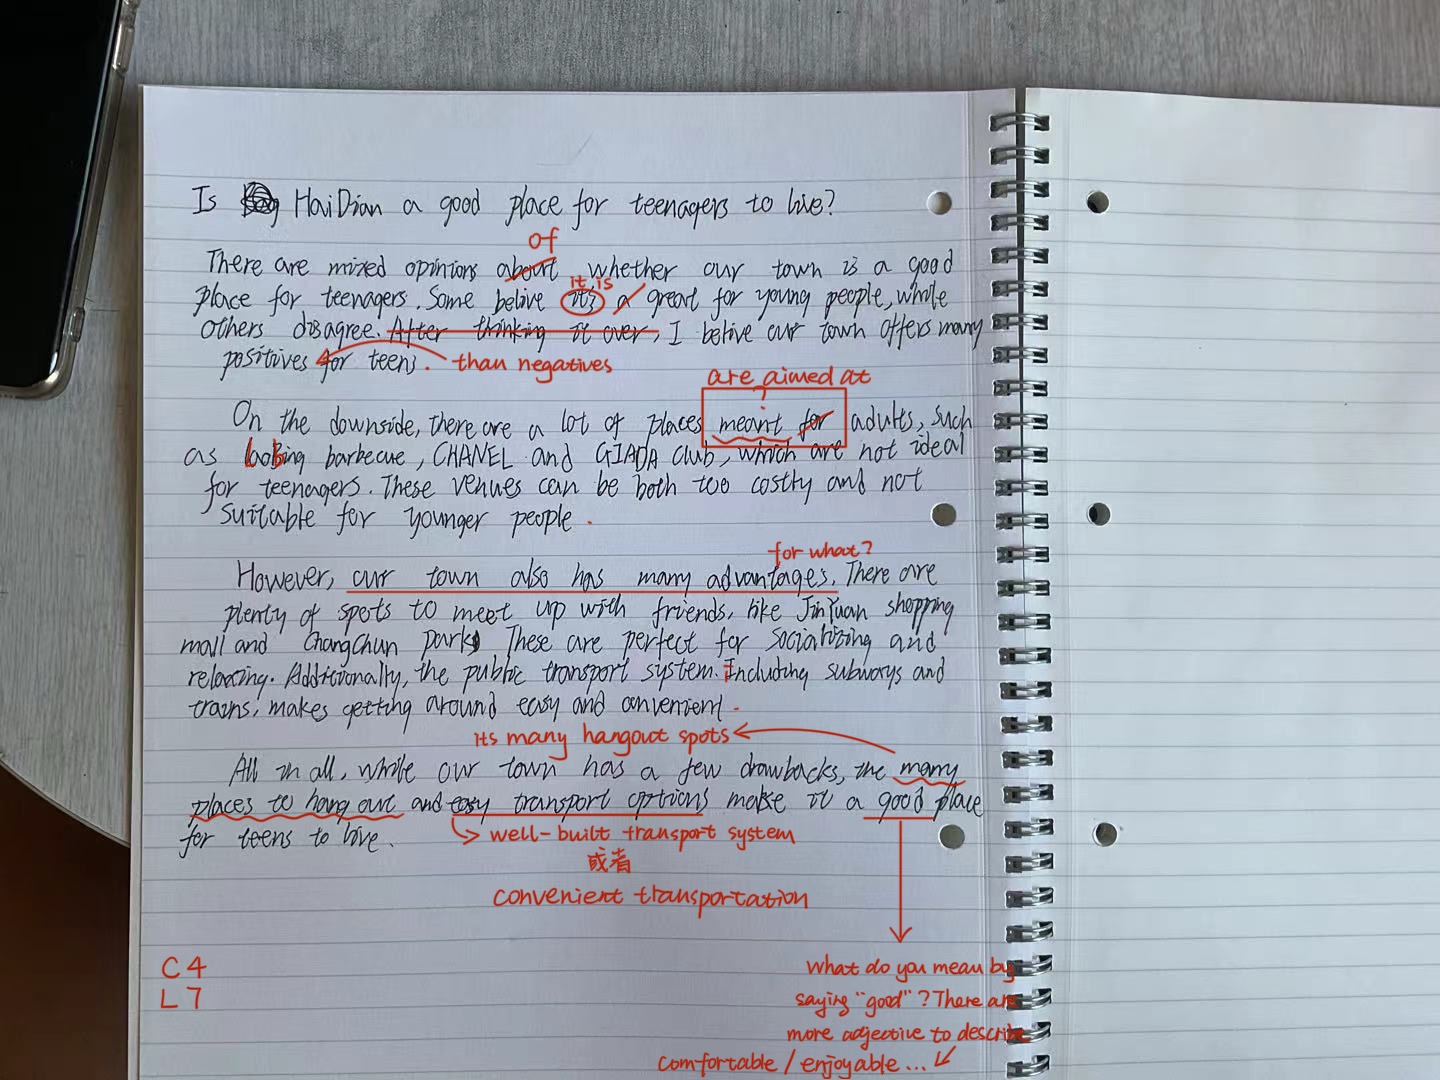 Is HaiDian a good place for teenagers to live?
of
There are mixed opinions about whether our town is a good
it is
place for teenagers. Some belive it's a great for young people, while
others disagree. After thinking it over, I belive our town offers many
positives for teens.
than negatives
are aimed at
On the downside, there are a lot of places meant for adults, such
as barbecue, CHANEL and GIADA club, which are not ideal
for teenagers. These venues can be both too costly and not
suitable for younger people.
for what?
However, our town also has many advantages. There are
plenty of spots to meet up with friends, like JinYuan shopping
mall and ChangChun park. These are perfect for socializing and
relaxing. Additionally, the public transport system. Including subways and
trains, makes getting around easy and convenient.
its many hangout spots
All in all, while our town has a few drawbacks, the many
places to hang out and easy transport options make it a good place
for teens to live.
well-built transport system
或者
convenient transportation
C4
L7
What do you mean by
saying "good"? There are
more adjective to describe
comfortable / enjoyable ...